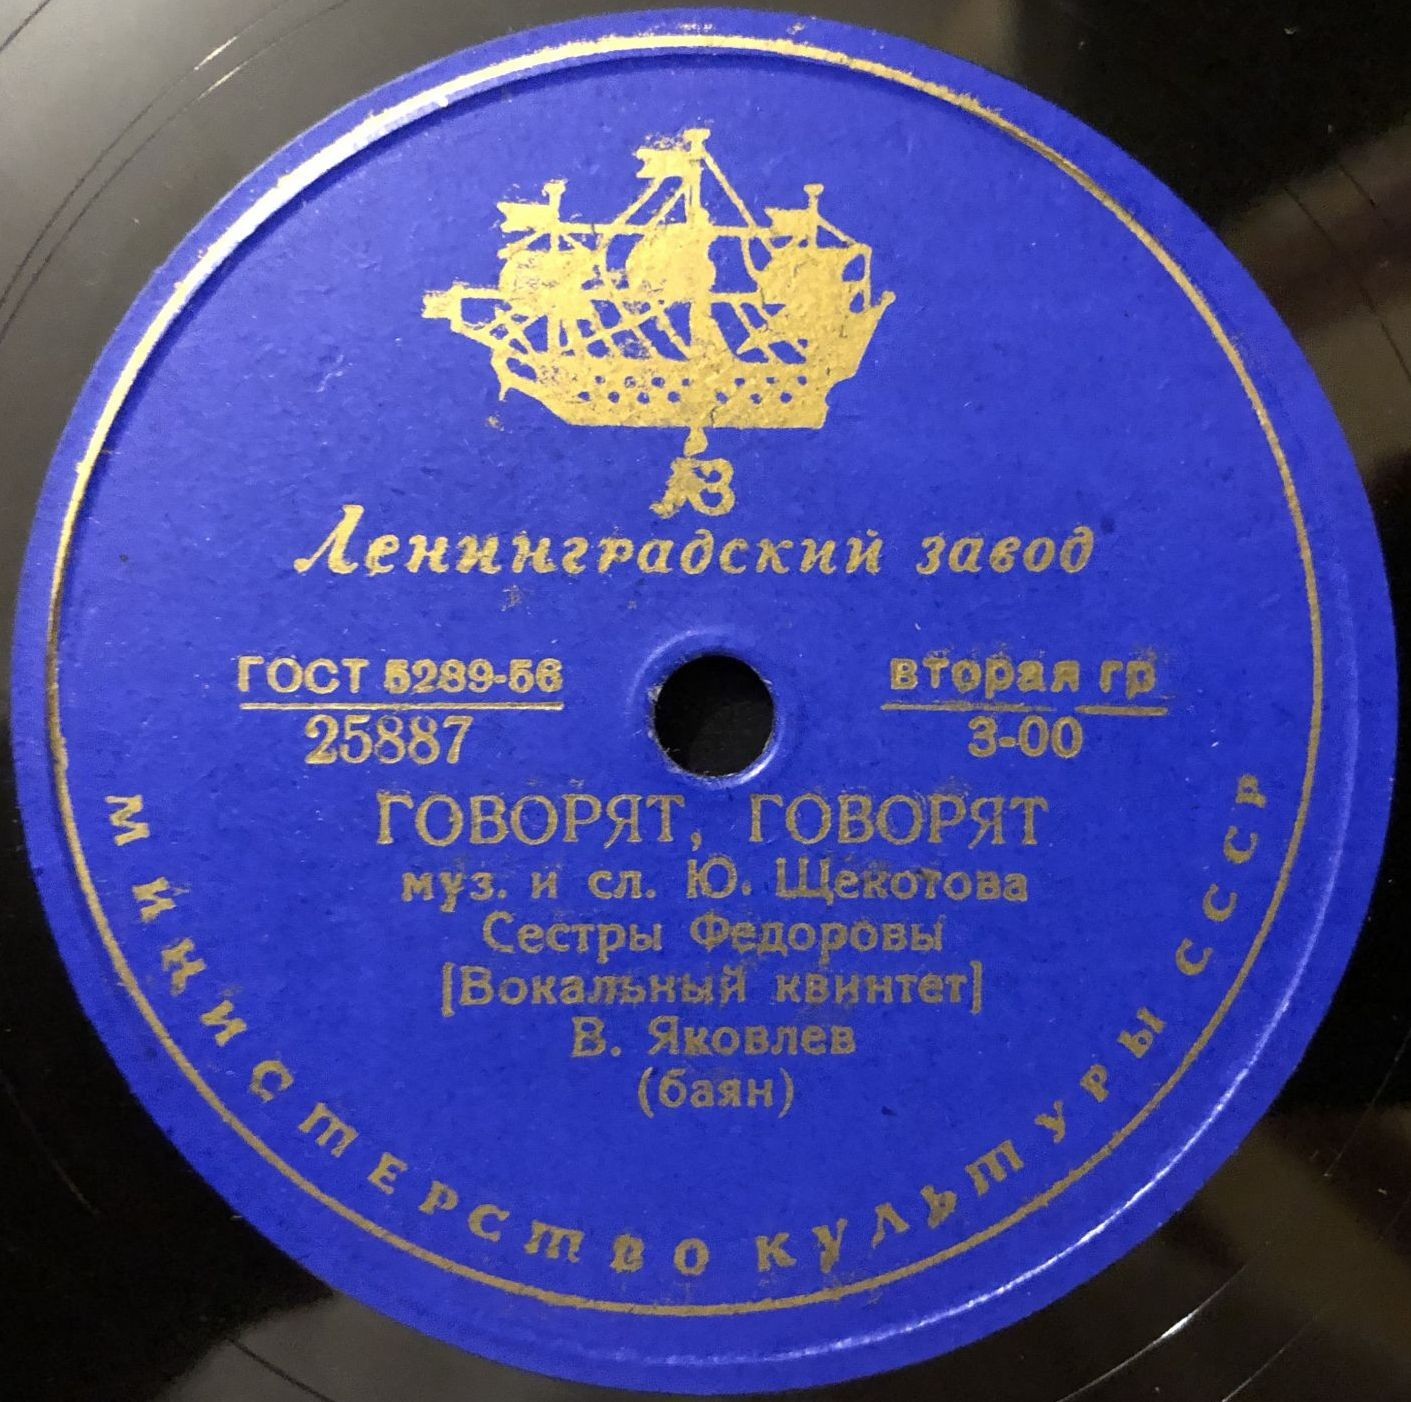 ЛЗ
Ленинградский завод
ГОСТ 5289-56
25887
вторая гр
3-00
ГОВОРЯТ, ГОВОРЯТ
муз. и сл. Ю. Щекотова
Сестры Федоровы
[Вокальный квинтет]
В. Яковлев
(баян)
МИНИСТЕРСТВО КУЛЬТУРЫ СССР